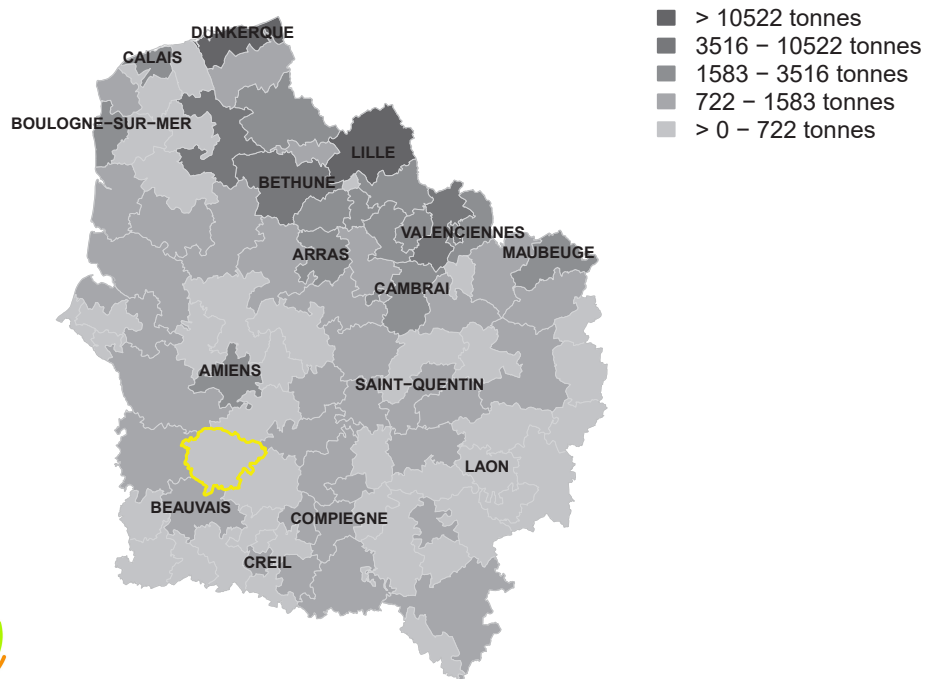 > 10522 tonnes
3516 − 10522 tonnes
1583 − 3516 tonnes
722 − 1583 tonnes
> 0 − 722 tonnes
DUNKERQUE
CALAIS
BOULOGNE−SUR−MER
LILLE
BETHUNE
VALENCIENNES
ARRAS
MAUBEUGE
CAMBRAI
AMIENS
SAINT−QUENTIN
LAON
BEAUVAIS
COMPIEGNE
CREIL